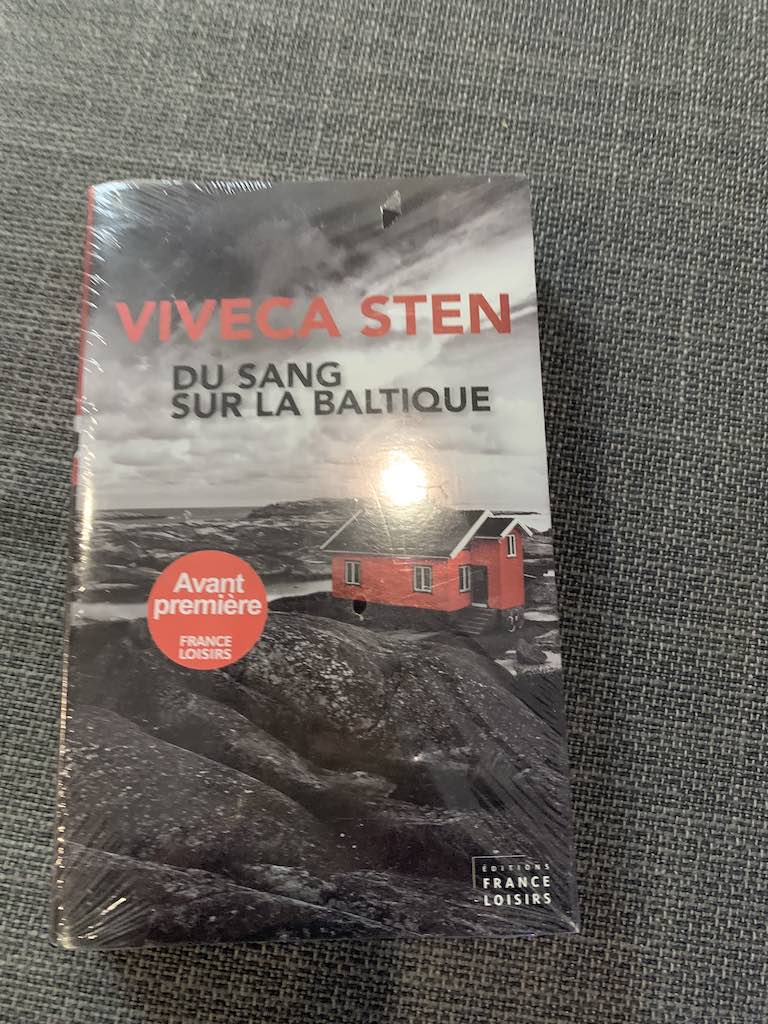 VIVECA STEN
DU SANG
SUR LA BALTIQUE
Avant
première
FRANCE
LOISIRS
ÉDITIONS
FRANCE
LOISIRS